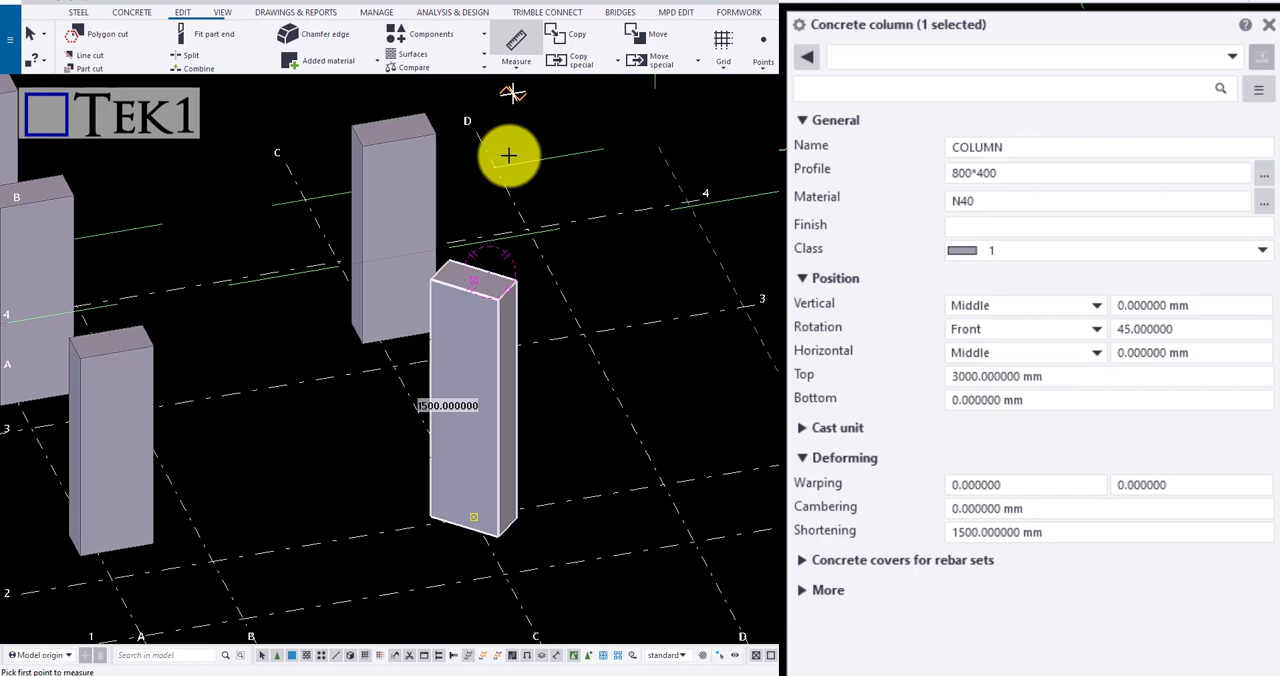 STEEL CONCRETE EDIT VIEW DRAWINGS & REPORTS MANAGE ANALYSIS & DESIGN TRIMBLE CONNECT BRIDGES MPD EDIT FORMWORK
Polygon cut Fit part end Chamfer edge Components Copy Move
Line cut Split Surfaces Measure Copy special Move special Grid Points
Part cut Combine Added material Compare
TEK1
C
D
B
4
4
3
A
1500.000000
3
2
1 A B C D
Model origin Search in model standard
Pick first point to measure
Concrete column (1 selected)
General
Name COLUMN
Profile 800*400 ...
Material N40 ...
Finish
Class 1
Position
Vertical Middle 0.000000 mm
Rotation Front 45.000000
Horizontal Middle 0.000000 mm
Top 3000.000000 mm
Bottom 0.000000 mm
Cast unit
Deforming
Warping 0.000000 0.000000
Cambering 0.000000 mm
Shortening 1500.000000 mm
Concrete covers for rebar sets
More